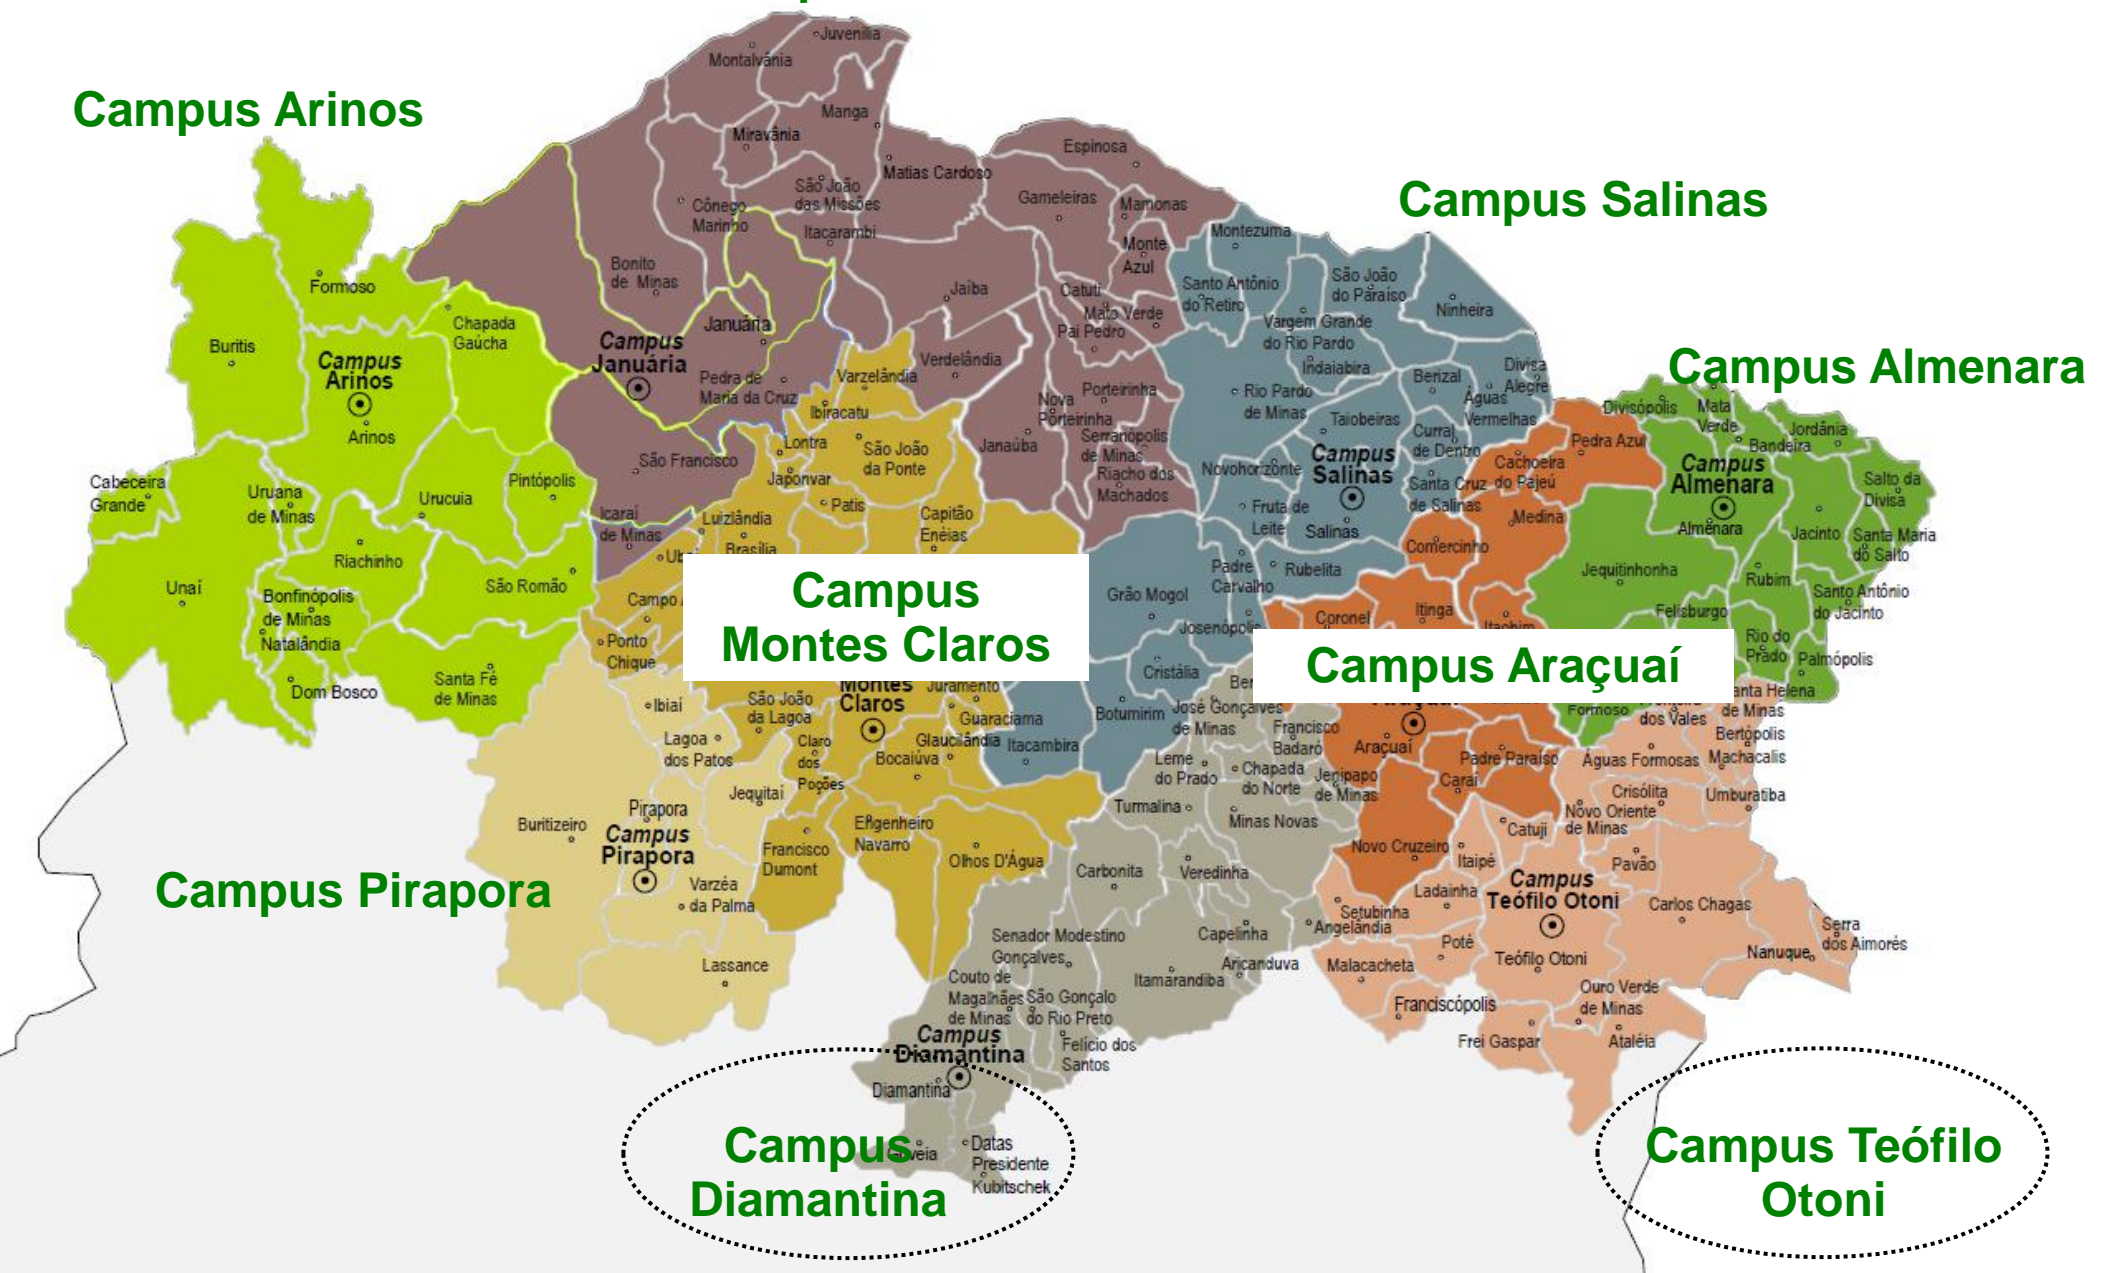 Campus Arinos
Campus Salinas
Campus Almenara
Campus
Montes Claros
Campus Araçuaí
Campus Pirapora
Campus
Diamantina
Campus Teófilo
Otoni
Juvenília
Montalvânia
Manga
Miravânia
Matias Cardoso
São João
das Missões
Cônego
Marinho
Itacarambi
Bonito
de Minas
Januária
Campus
Januária
Pedra de
Maria da Cruz
São Francisco
Icaraí
de Minas
Jaíba
Verdelândia
Janaúba
Nova
Porteirinha
Porteirinha
Serranópolis
de Minas
Riacho dos
Machados
Espinosa
Gameleiras
Mamonas
Monte
Azul
Catuti
Mato Verde
Pai Pedro
Formoso
Buritis
Chapada
Gaúcha
Campus
Arinos
Arinos
Cabeceira
Grande
Uruana
de Minas
Urucuia
Pintópolis
Riachinho
Unaí
Bonfinópolis
de Minas
Natalândia
Dom Bosco
São Romão
Santa Fé
de Minas
Varzelândia
Ibiracatu
Lontra
São João
da Ponte
Japonvar
Patis
Luizlândia
Capitão
Enéias
Brasília
Campo
Ponto
Chique
Montes
Claros
Juramento
São João
da Lagoa
Guaraciama
Glaucilândia
Claro
dos
Poções
Bocaiúva
Engenheiro
Navarro
Francisco
Dumont
Olhos D'Água
Ibiaí
Lagoa
dos Patos
Jequitaí
Pirapora
Buritizeiro
Campus
Pirapora
Varzéa
da Palma
Lassance
Montezuma
Santo Antônio
do Retiro
São João
do Paraíso
Ninheira
Vargem Grande
do Rio Pardo
Indaiabira
Rio Pardo
de Minas
Berizal
Divisa
Alegre
Águas
Vermelhas
Taiobeiras
Curral
de Dentro
Campus
Salinas
Novohorizonte
Santa Cruz
de Salinas
Fruta de
Leite
Salinas
Padre
Carvalho
Rubelita
Grão Mogol
Josenópolis
Cristália
Botumirim
Itacambira
Pedra Azul
Cachoeira
do Pajeú
Medina
Comercinho
Coronel
Itinga
Araçuaí
Padre Paraíso
Caraí
Novo Cruzeiro
Divisópolis
Mata
Verde
Bandeira
Jordânia
Campus
Almenara
Almenara
Salto da
Divisa
Jacinto
Santa Maria
do Salto
Jequitinhonha
Rubim
Santo Antônio
do Jacinto
Felisburgo
Rio do
Prado
Palmópolis
Formoso
dos Vales
de Minas
Bertópolis
Machacalis
Águas Formosas
Crisólita
Umburatiba
Novo Oriente
de Minas
Catuji
Itaipé
Pavão
Ladainha
Campus
Teófilo Otoni
Carlos Chagas
Setubinha
Angelândia
Serra
dos Aimorés
Nanuque
Poté
Malacacheta
Teófilo Otoni
Franciscópolis
Ouro Verde
de Minas
Frei Gaspar
Ataléia
José Gonçalves
de Minas
Francisco
Badaró
Leme
do Prado
Chapada
do Norte
Jenipapo
de Minas
Turmalina
Minas Novas
Carbonita
Veredinha
Capelinha
Aricanduva
Itamarandiba
Senador Modestino
Gonçalves
Couto de
Magalhães
de Minas
São Gonçalo
do Rio Preto
Felício dos
Santos
Campus
Diamantina
Diamantina
Gouveia
Datas
Presidente
Kubitschek